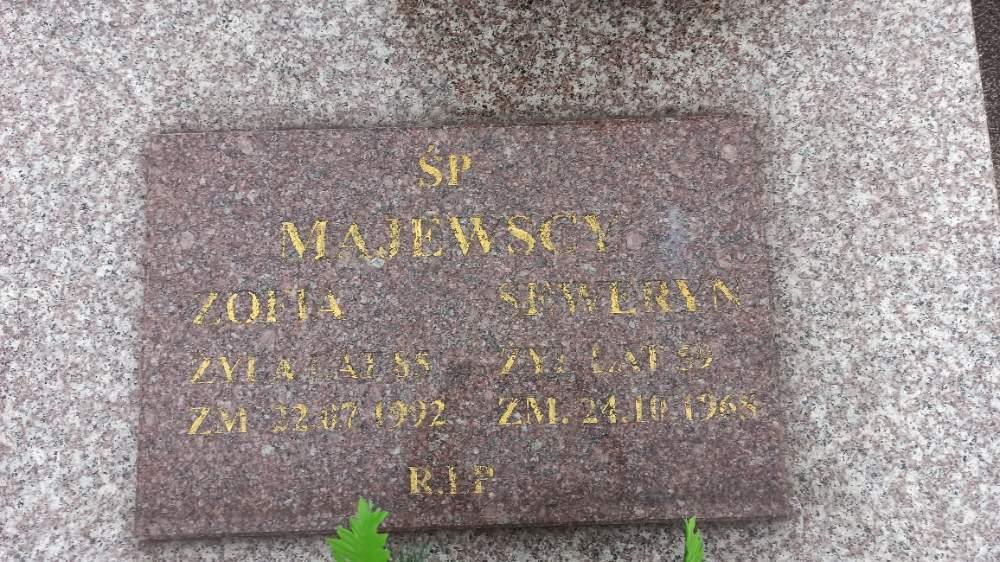 ŚP
MAJEWSCY
ZOFIA SEWERYN
ŻYŁA LAT 88 ŻYŁ LAT 59
ZM 22.07 1992 ZM. 24.10 1968
R.I.P.